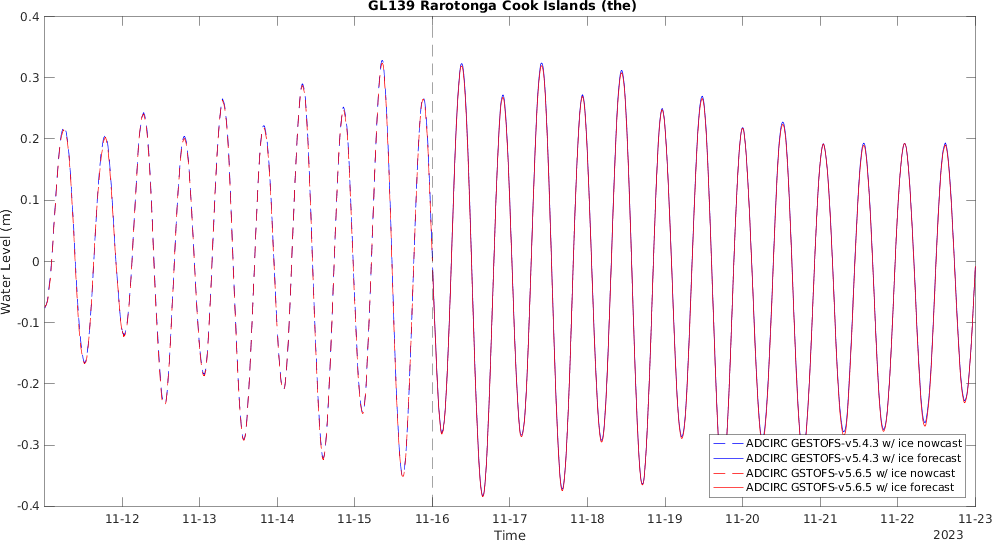 GL139 Rarotonga Cook Islands (the)
Water Level (m)
0.4
0.3
0.2
0.1
0
-0.1
-0.2
-0.3
-0.4
ADCIRC GESTOFS-v5.4.3 w/ ice nowcast
ADCIRC GESTOFS-v5.4.3 w/ ice forecast
ADCIRC GSTOFS-v5.6.5 w/ ice nowcast
ADCIRC GSTOFS-v5.6.5 w/ ice forecast
11-12 11-13 11-14 11-15 11-16 11-17 11-18 11-19 11-20 11-21 11-22 11-23
Time
2023